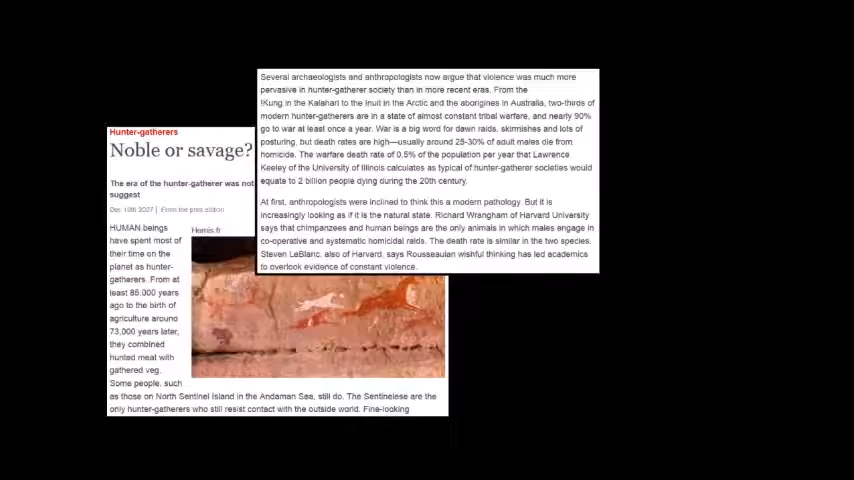 Several archaeologists and anthropologists now argue that violence was much more
pervasive in hunter-gatherer society than in more recent eras. From the
!Kung in the Kalahari to the Inuit in the Arctic and the aborigines in Australia, two-thirds of
modern hunter-gatherers are in a state of almost constant tribal warfare, and nearly 90%
go to war at least once a year. War is a big word for dawn raids, skirmishes and lots of
posturing, but death rates are high—usually around 25-30% of adult males die from
homicide. The warfare death rate of 0.5% of the population per year that Lawrence
Keeley of the University of Illinois calculates as typical of hunter-gatherer societies would
equate to 2 billion people dying during the 20th century.
At first, anthropologists were inclined to think this a modern pathology. But it is
increasingly looking as if it is the natural state. Richard Wrangham of Harvard University
says that chimpanzees and human beings are the only animals in which males engage in
co-operative and systematic homicidal raids. The death rate is similar in the two species.
Steven LeBlanc, also of Harvard, says Rousseauian wishful thinking has led academics
to overlook evidence of constant violence.
Hunter-gatherers
Noble or savage?
The era of the hunter-gatherer was not
suggest
Dec 19th 2007 | From the print edition
Hemis.fr
HUMAN beings
have spent most of
their time on the
planet as hunter-
gatherers. From at
least 85,000 years
ago to the birth of
agriculture around
73,000 years later,
they combined
hunted meat with
gathered veg.
Some people, such
as those on North Sentinel Island in the Andaman Sea, still do. The Sentinelese are the
only hunter-gatherers who still resist contact with the outside world. Fine-looking